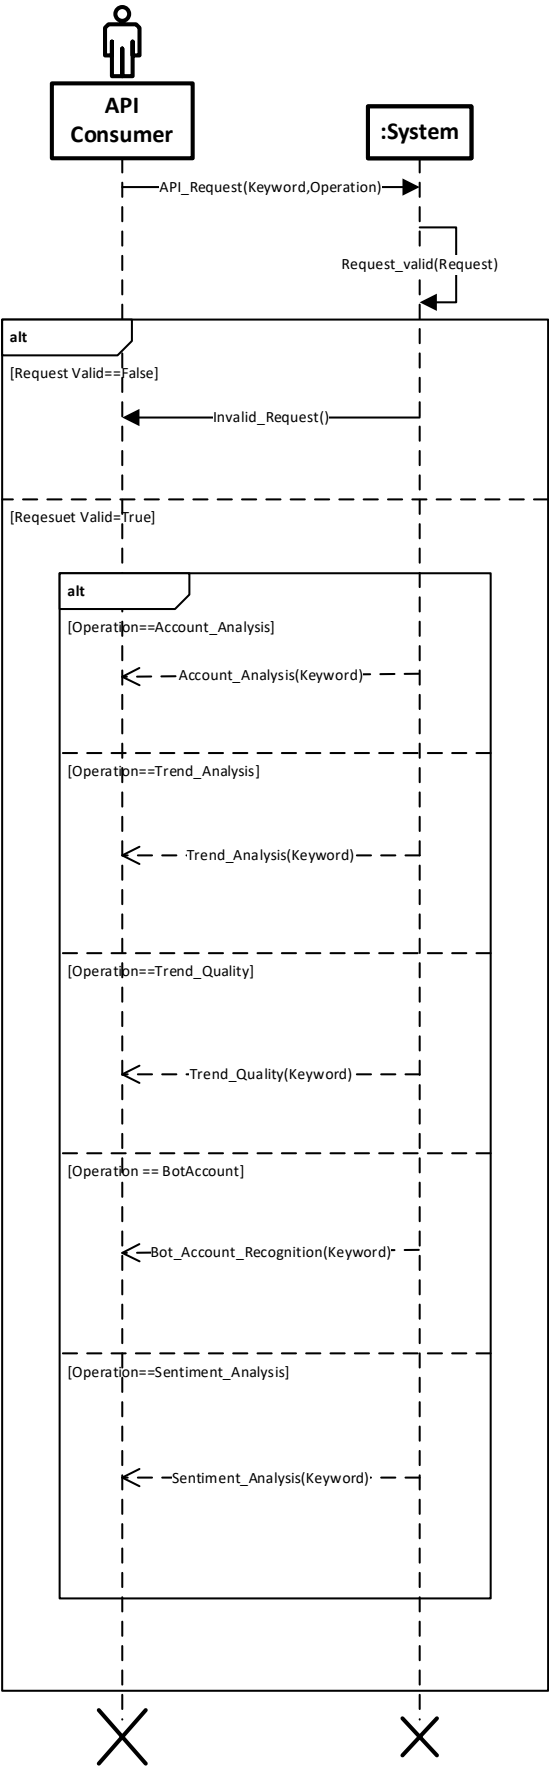 API
Consumer
:System
API_Request(Keyword,Operation)
Request_valid(Request)
alt
[Request Valid==False]
Invalid_Request()
[Reqesuet Valid=True]
alt
[Operation==Account_Analysis]
Account_Analysis(Keyword)
[Operation==Trend_Analysis]
Trend_Analysis(Keyword)
[Operation==Trend_Quality]
Trend_Quality(Keyword)
[Operation == BotAccount]
Bot_Account_Recognition(Keyword)
[Operation==Sentiment_Analysis]
Sentiment_Analysis(Keyword)